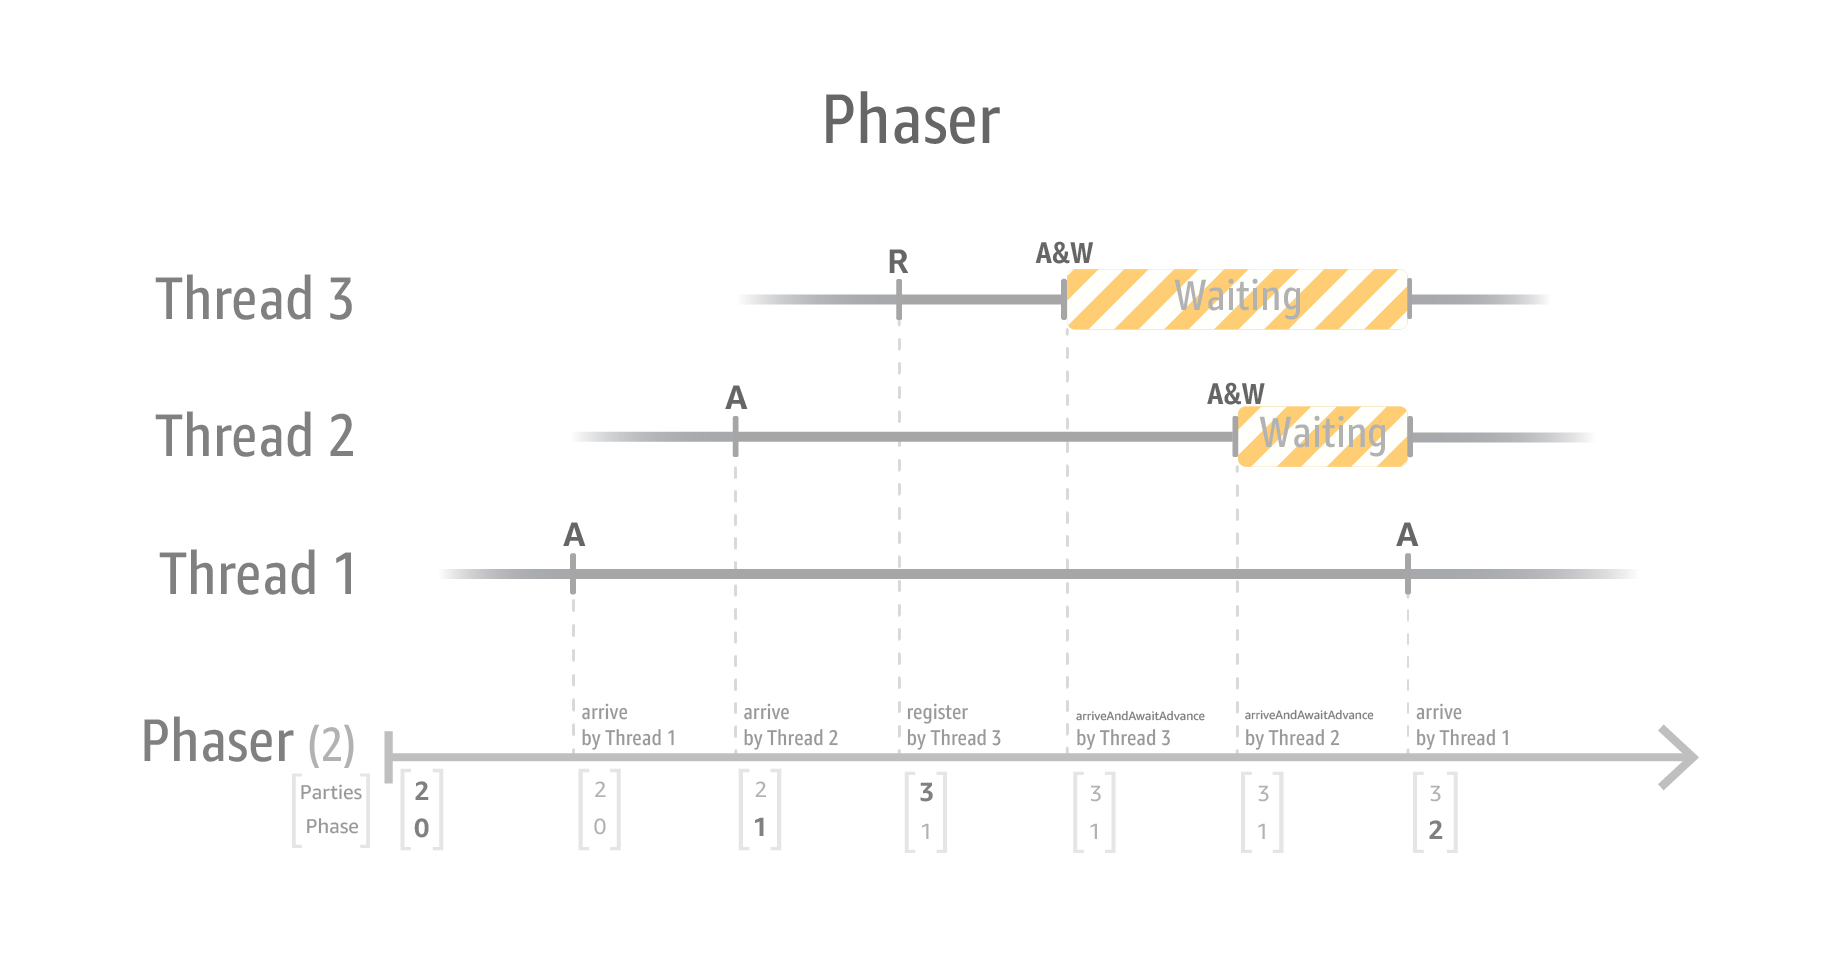 Phaser
Thread 3
R
A&W
Waiting
Thread 2
A
A&W
Waiting
Thread 1
A
A
Phaser (2)
arrive
by Thread 1
arrive
by Thread 2
register
by Thread 3
arriveAndAwaitAdvance
by Thread 3
arriveAndAwaitAdvance
by Thread 2
arrive
by Thread 1
Parties
Phase
2
0
2
0
2
1
3
1
3
1
3
1
3
2